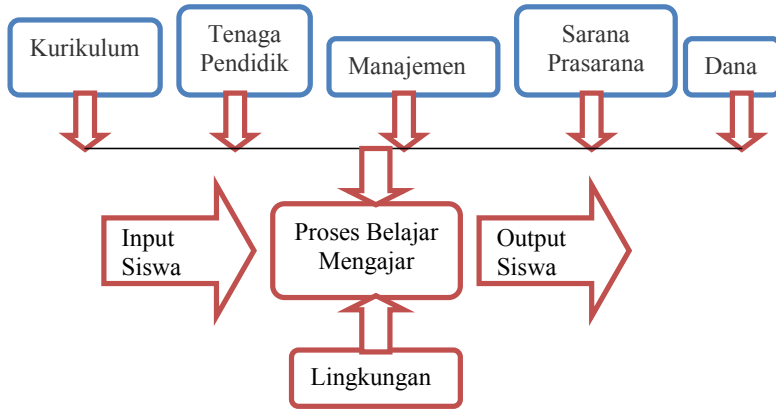 Kurikulum
Tenaga
Pendidik
Manajemen
Sarana
Prasarana
Dana
Input
Siswa
Proses Belajar
Mengajar
Output
Siswa
Lingkungan